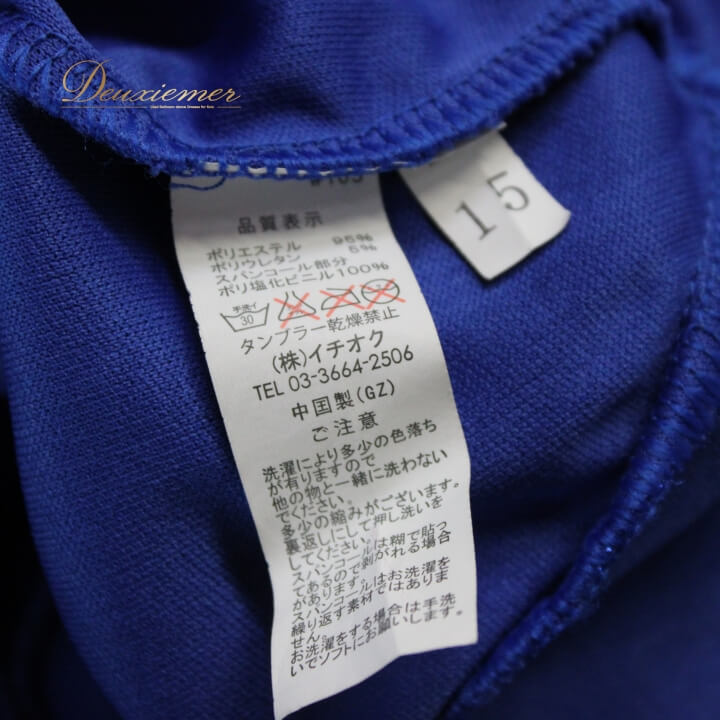 Deuxiemer
品質表示
ポリエステル 95%
ポリウレタン 5%
スパンコール部分
ポリ塩化ビニル100%
手洗イ
30
タンブラー乾燥禁止
(株)イチオク
TEL 03-3664-2506
中国製(GZ)
ご注意
洗濯により多少の色落ち
が有りますので
他の物と一緒に洗わない
でください。
多少の縮みがございます。
裏返しにして押し洗いを
してください。
スパンコールは糊で貼っ
てあるので剥がれる場合
があります。
スパンコールはお洗濯を
繰り返す素材ではありま
せん。
お洗濯をする場合は手洗
いでソフトにお願いします。
15